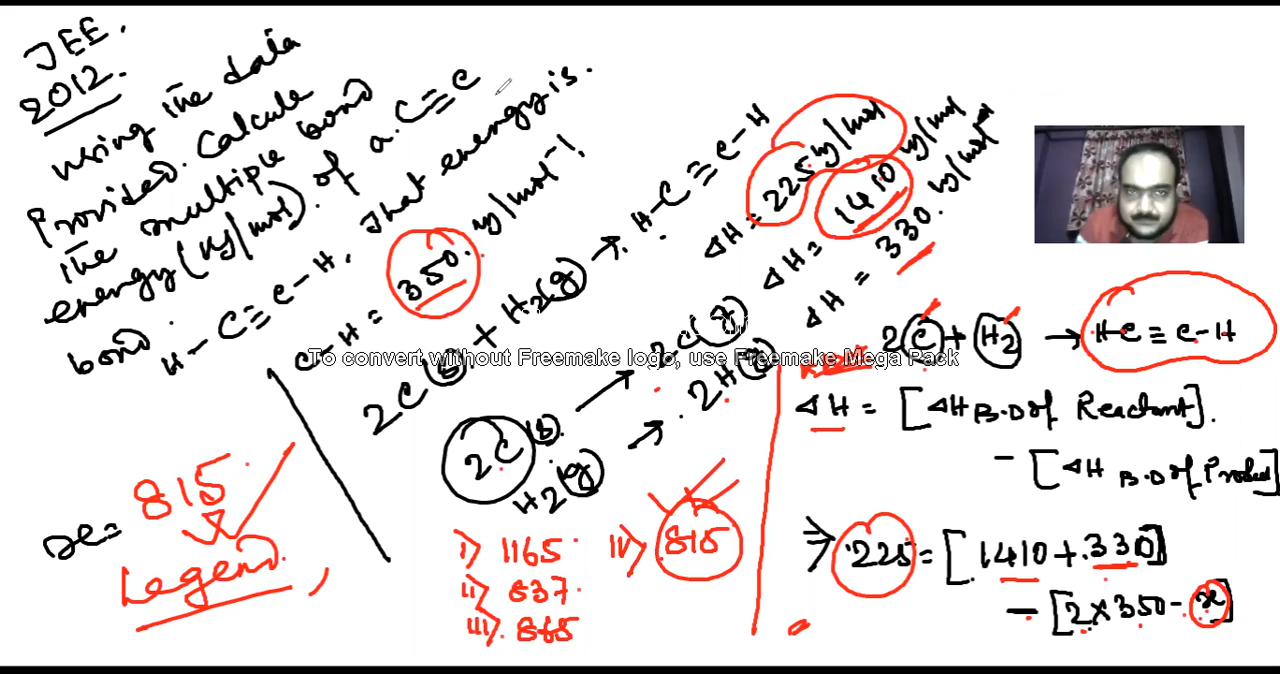 JEE.
2012.
using the data
Provided. Calcule
the multiple bond
energy (kJ/mol). of a. C≡C
bond. H-C≡C-H. That energy is.
C-H = 350. kJ/mol⁻¹.
2C(s) + H2(g) → H-C≡C-H ΔH = 225 kJ/mol
2C(s). → 2C(g) ΔH = 1410 kJ/mol
H2(g) → 2H(g) ΔH = 330. kJ/mol
To convert without Freemake logo, use Freemake Mega Pack
2C + H2 → HC≡C-H
ΔH = [ΔH B.D of Reactant].
- [ΔH B.D of Product]
⇒ 225 = [1410 + 330]
- [2×350 - x]
i) 1165 iv) 815
ii) 837.
iii) 865
x = 815.
Legend.